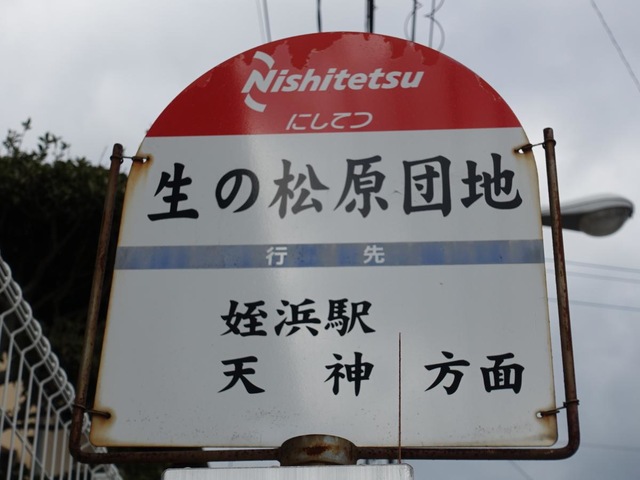 Nishitetsu
にしてつ
生の松原団地
行先
姪浜駅
天神方面